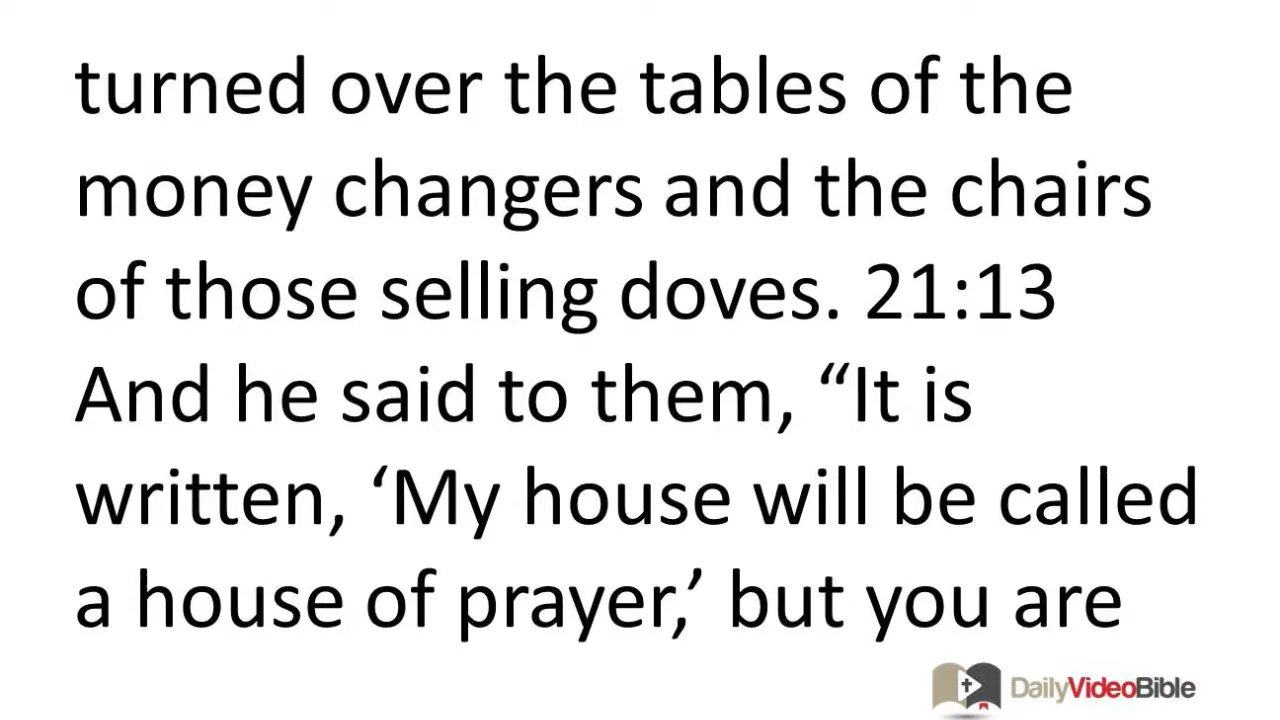 turned over the tables of the
money changers and the chairs
of those selling doves. 21:13
And he said to them, “It is
written, ‘My house will be called
a house of prayer,’ but you are
DailyVideoBible